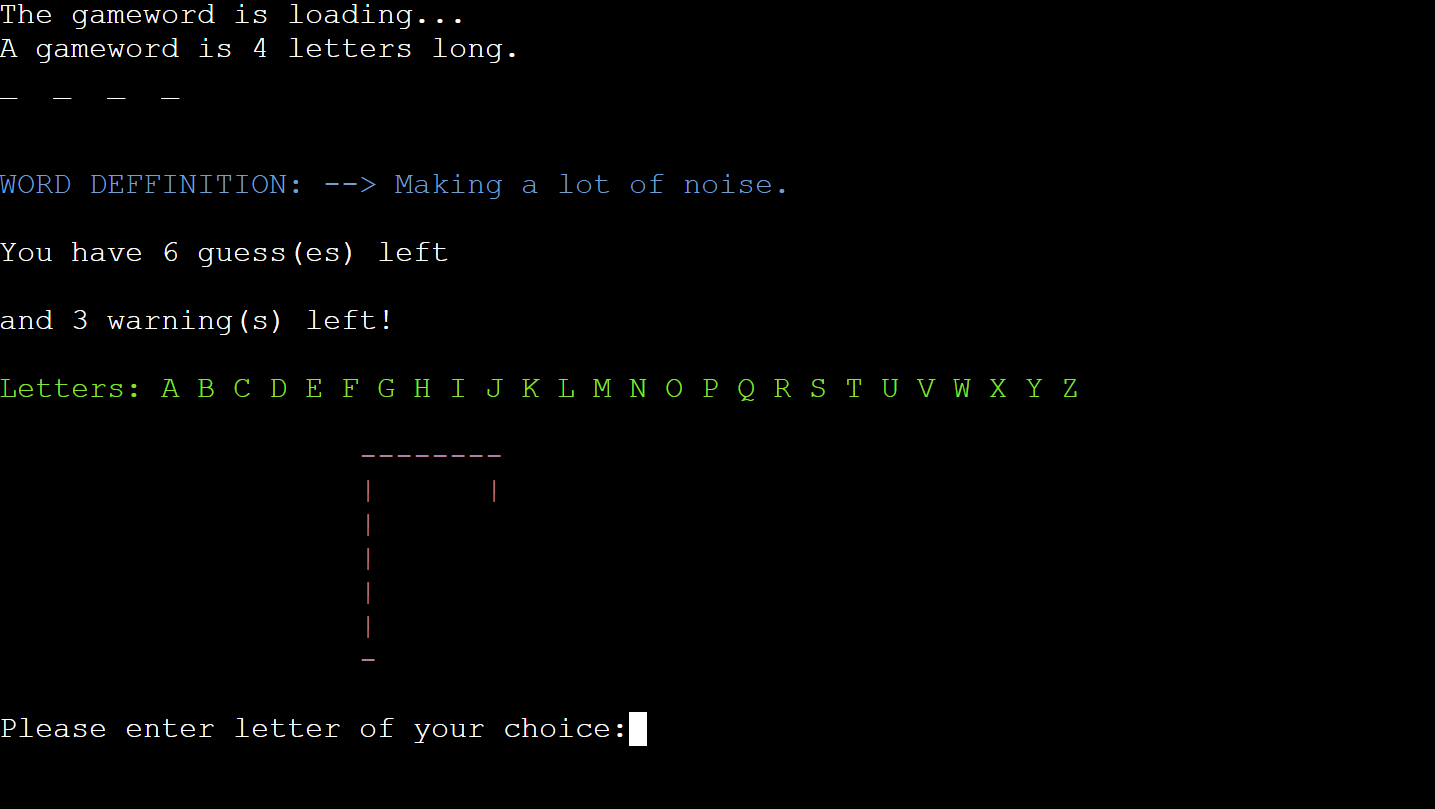 The gameword is loading...
A gameword is 4 letters long.
_ _ _ _
WORD DEFFINITION: --> Making a lot of noise.
You have 6 guess(es) left
and 3 warning(s) left!
Letters: A B C D E F G H I J K L M N O P Q R S T U V W X Y Z
--------
|      |
|
|
|
|
-
Please enter letter of your choice: